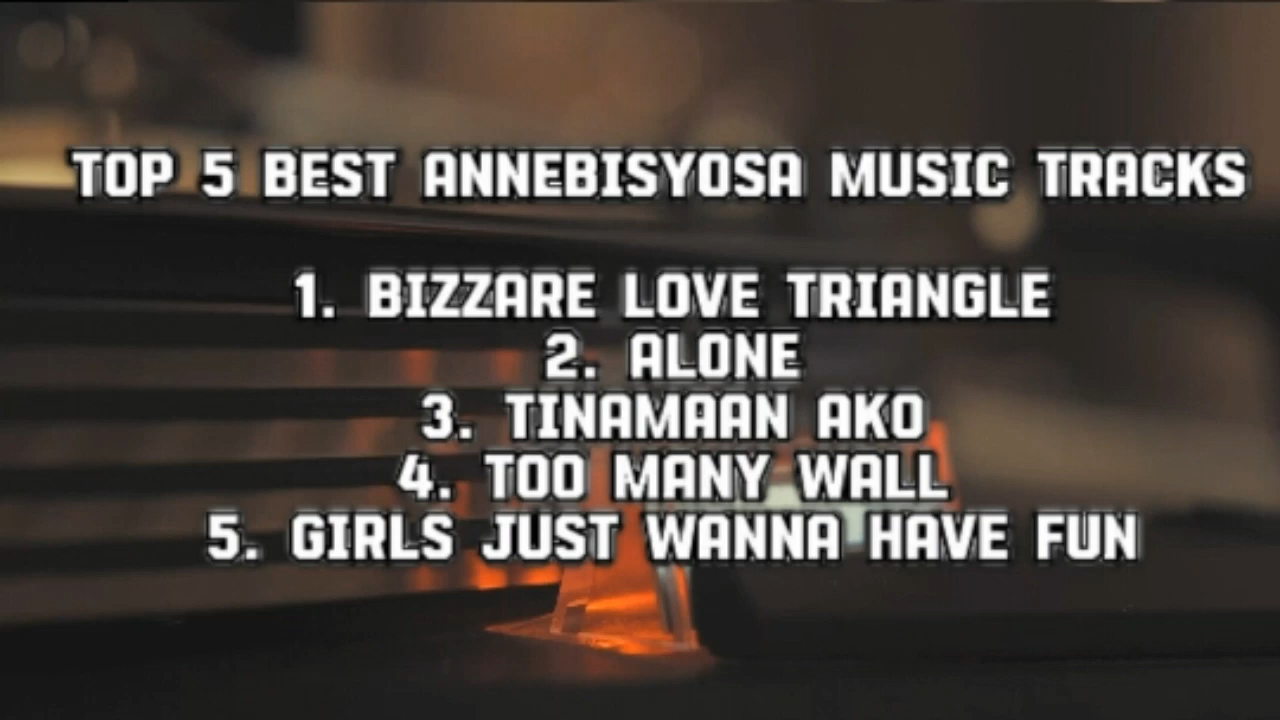 TOP 5 BEST ANNEBISYOSA MUSIC TRACKS
1. BIZZARE LOVE TRIANGLE
2. ALONE
3. TINAMAAN AKO
4. TOO MANY WALL
5. GIRLS JUST WANNA HAVE FUN